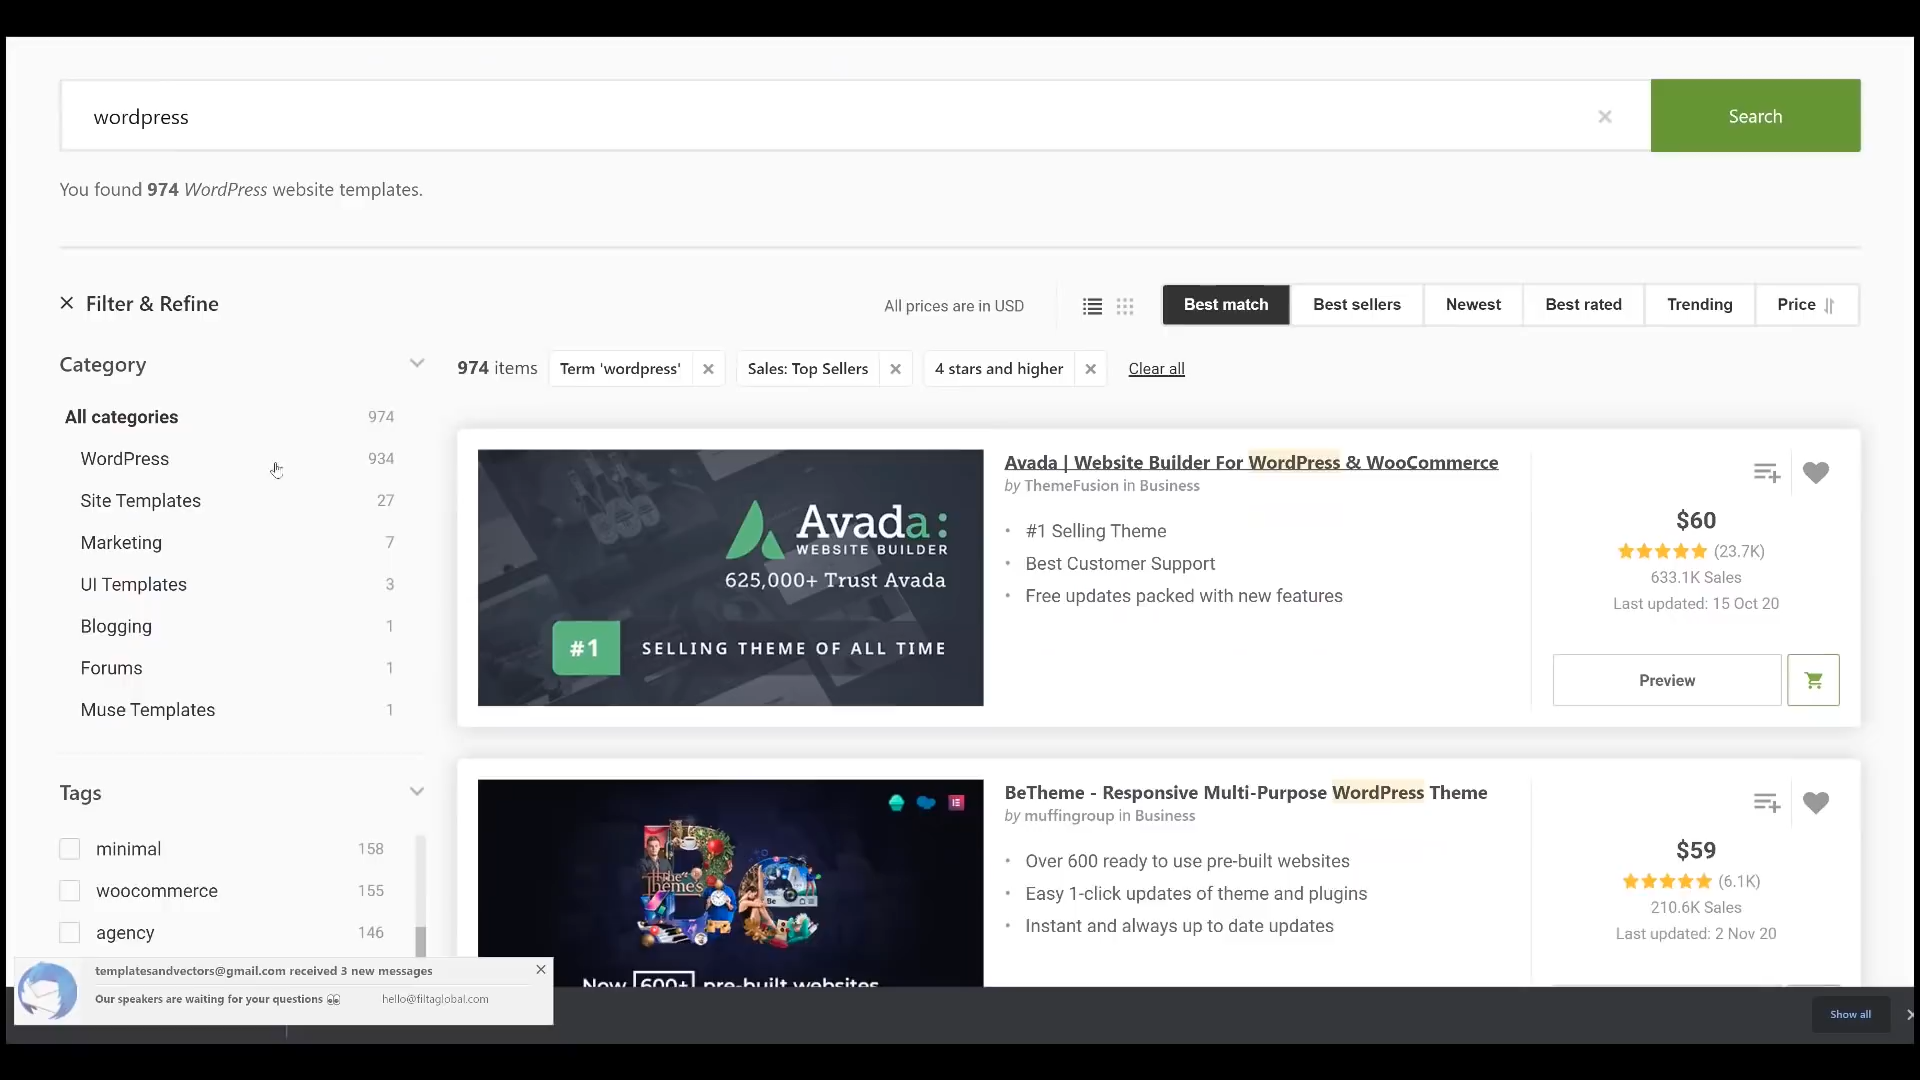 wordpress
Search
You found 974 WordPress website templates.
Filter & Refine
All prices are in USD
Best match
Best sellers
Newest
Best rated
Trending
Price
Category
974 items
Term 'wordpress'
Sales: Top Sellers
4 stars and higher
Clear all
All categories 974
WordPress 934
Site Templates 27
Marketing 7
UI Templates 3
Blogging 1
Forums 1
Muse Templates 1
Avada:
WEBSITE BUILDER
625,000+ Trust Avada
#1
SELLING THEME OF ALL TIME
Avada | Website Builder For WordPress & WooCommerce
by ThemeFusion in Business
• #1 Selling Theme
• Best Customer Support
• Free updates packed with new features
$60
(23.7K)
633.1K Sales
Last updated: 15 Oct 20
Preview
Tags
minimal 158
woocommerce 155
agency 146
The Theme's
Be
Now 600+ pre-built websites
BeTheme - Responsive Multi-Purpose WordPress Theme
by muffingroup in Business
• Over 600 ready to use pre-built websites
• Easy 1-click updates of theme and plugins
• Instant and always up to date updates
$59
(6.1K)
210.6K Sales
Last updated: 2 Nov 20
templatesandvectors@gmail.com received 3 new messages
Our speakers are waiting for your questions 👀 hello@filtaglobal.com
Show all